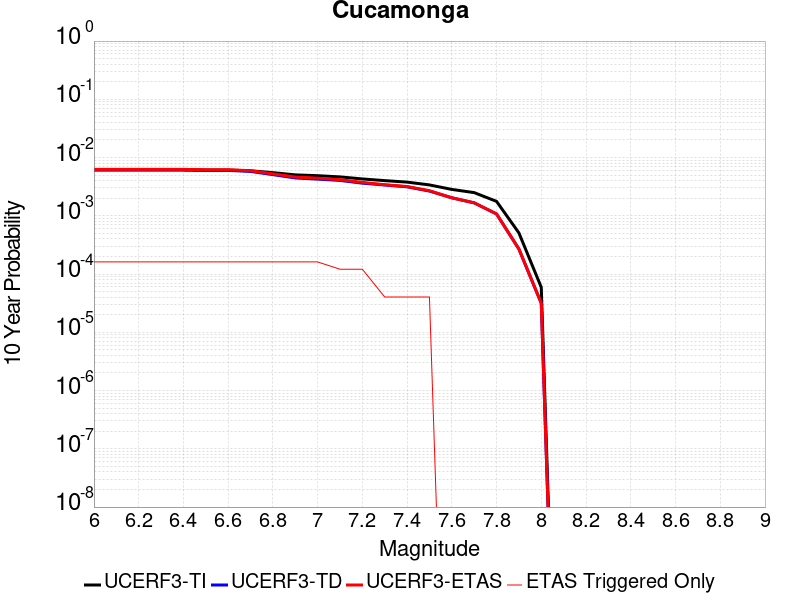 Cucamonga
10 0
10 -1
10 -2
10 -3
10 -4
10 -5
10 -6
10 -7
10 -8
10 Year Probability
6 6.2 6.4 6.6 6.8 7 7.2 7.4 7.6 7.8 8 8.2 8.4 8.6 8.8 9
Magnitude
UCERF3-TI UCERF3-TD UCERF3-ETAS ETAS Triggered Only